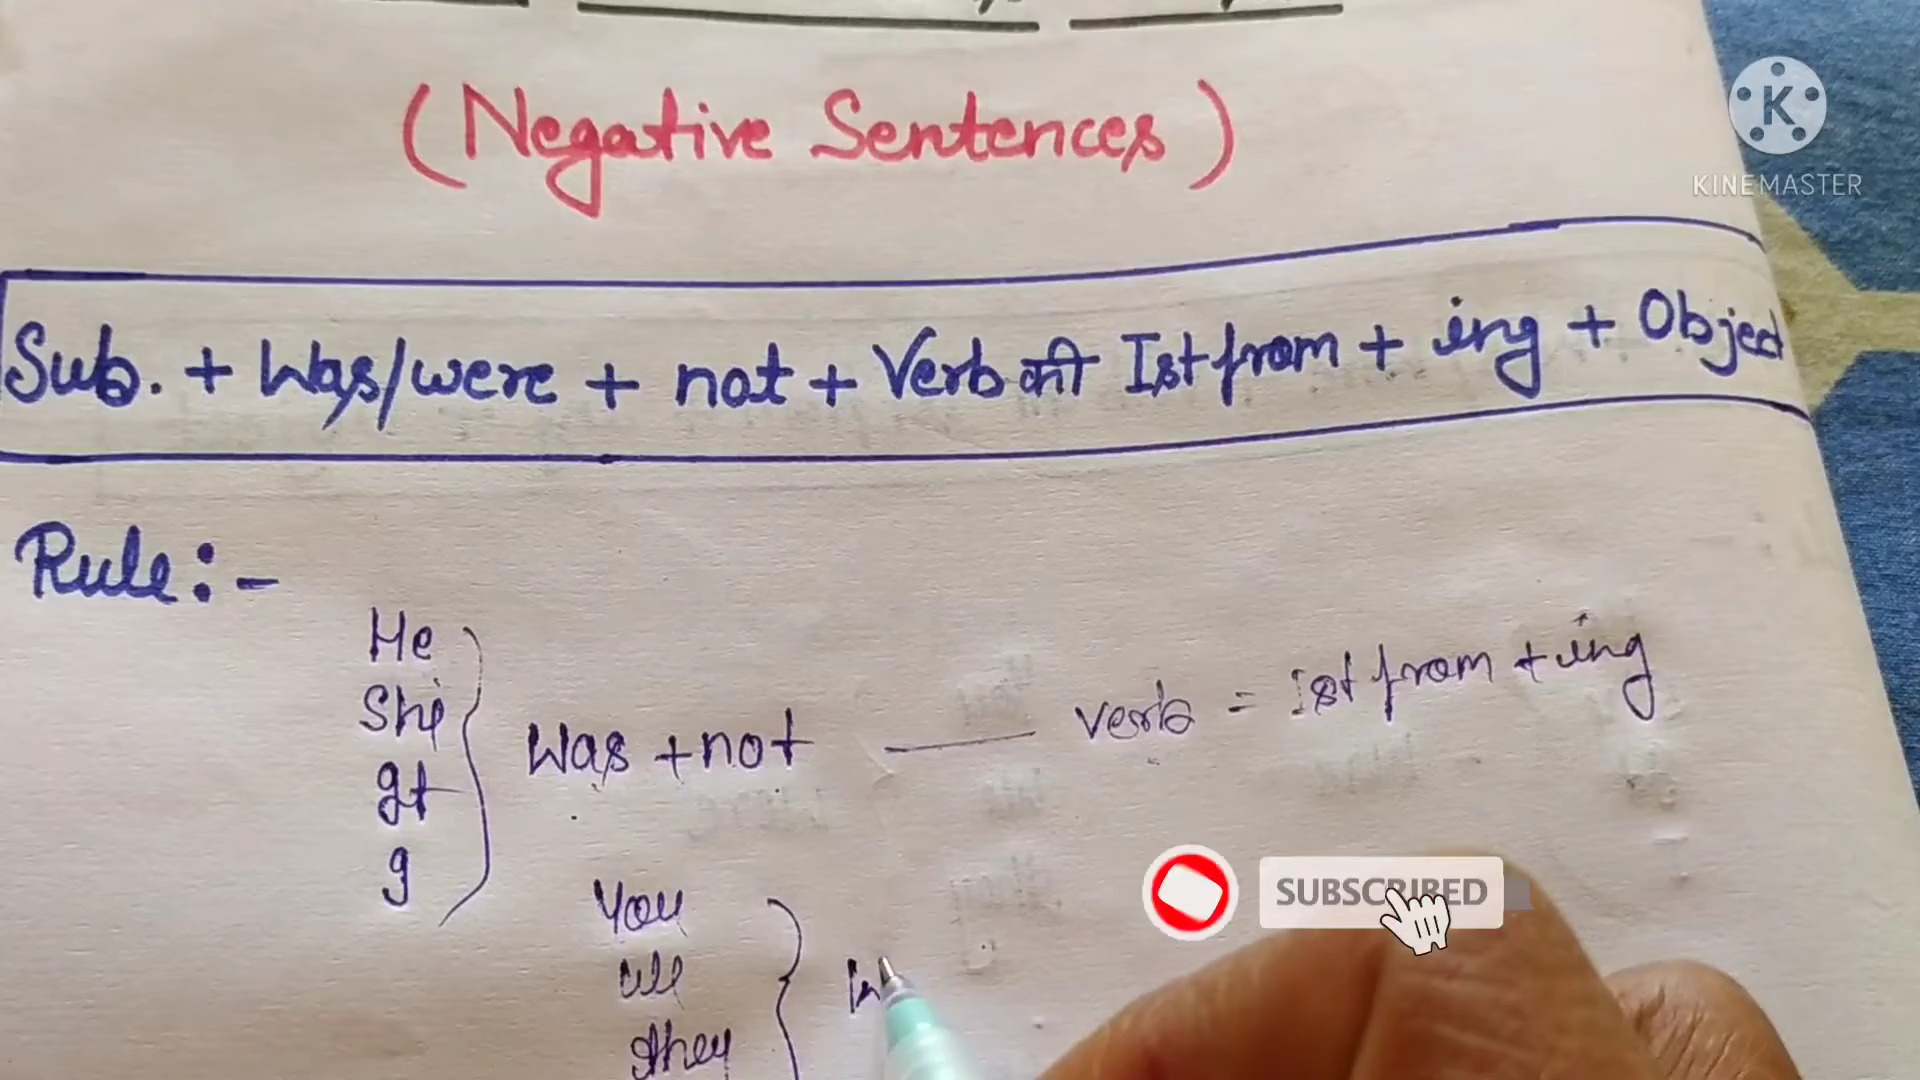 (Negative Sentences)
K
KINEMASTER
Sub. + Was/were + not + Verb की Ist from + ing + Object
Rule:-
He
She
It
I
Was + not — verb = Ist from + ing
You
We
they
SUBSCRIBED